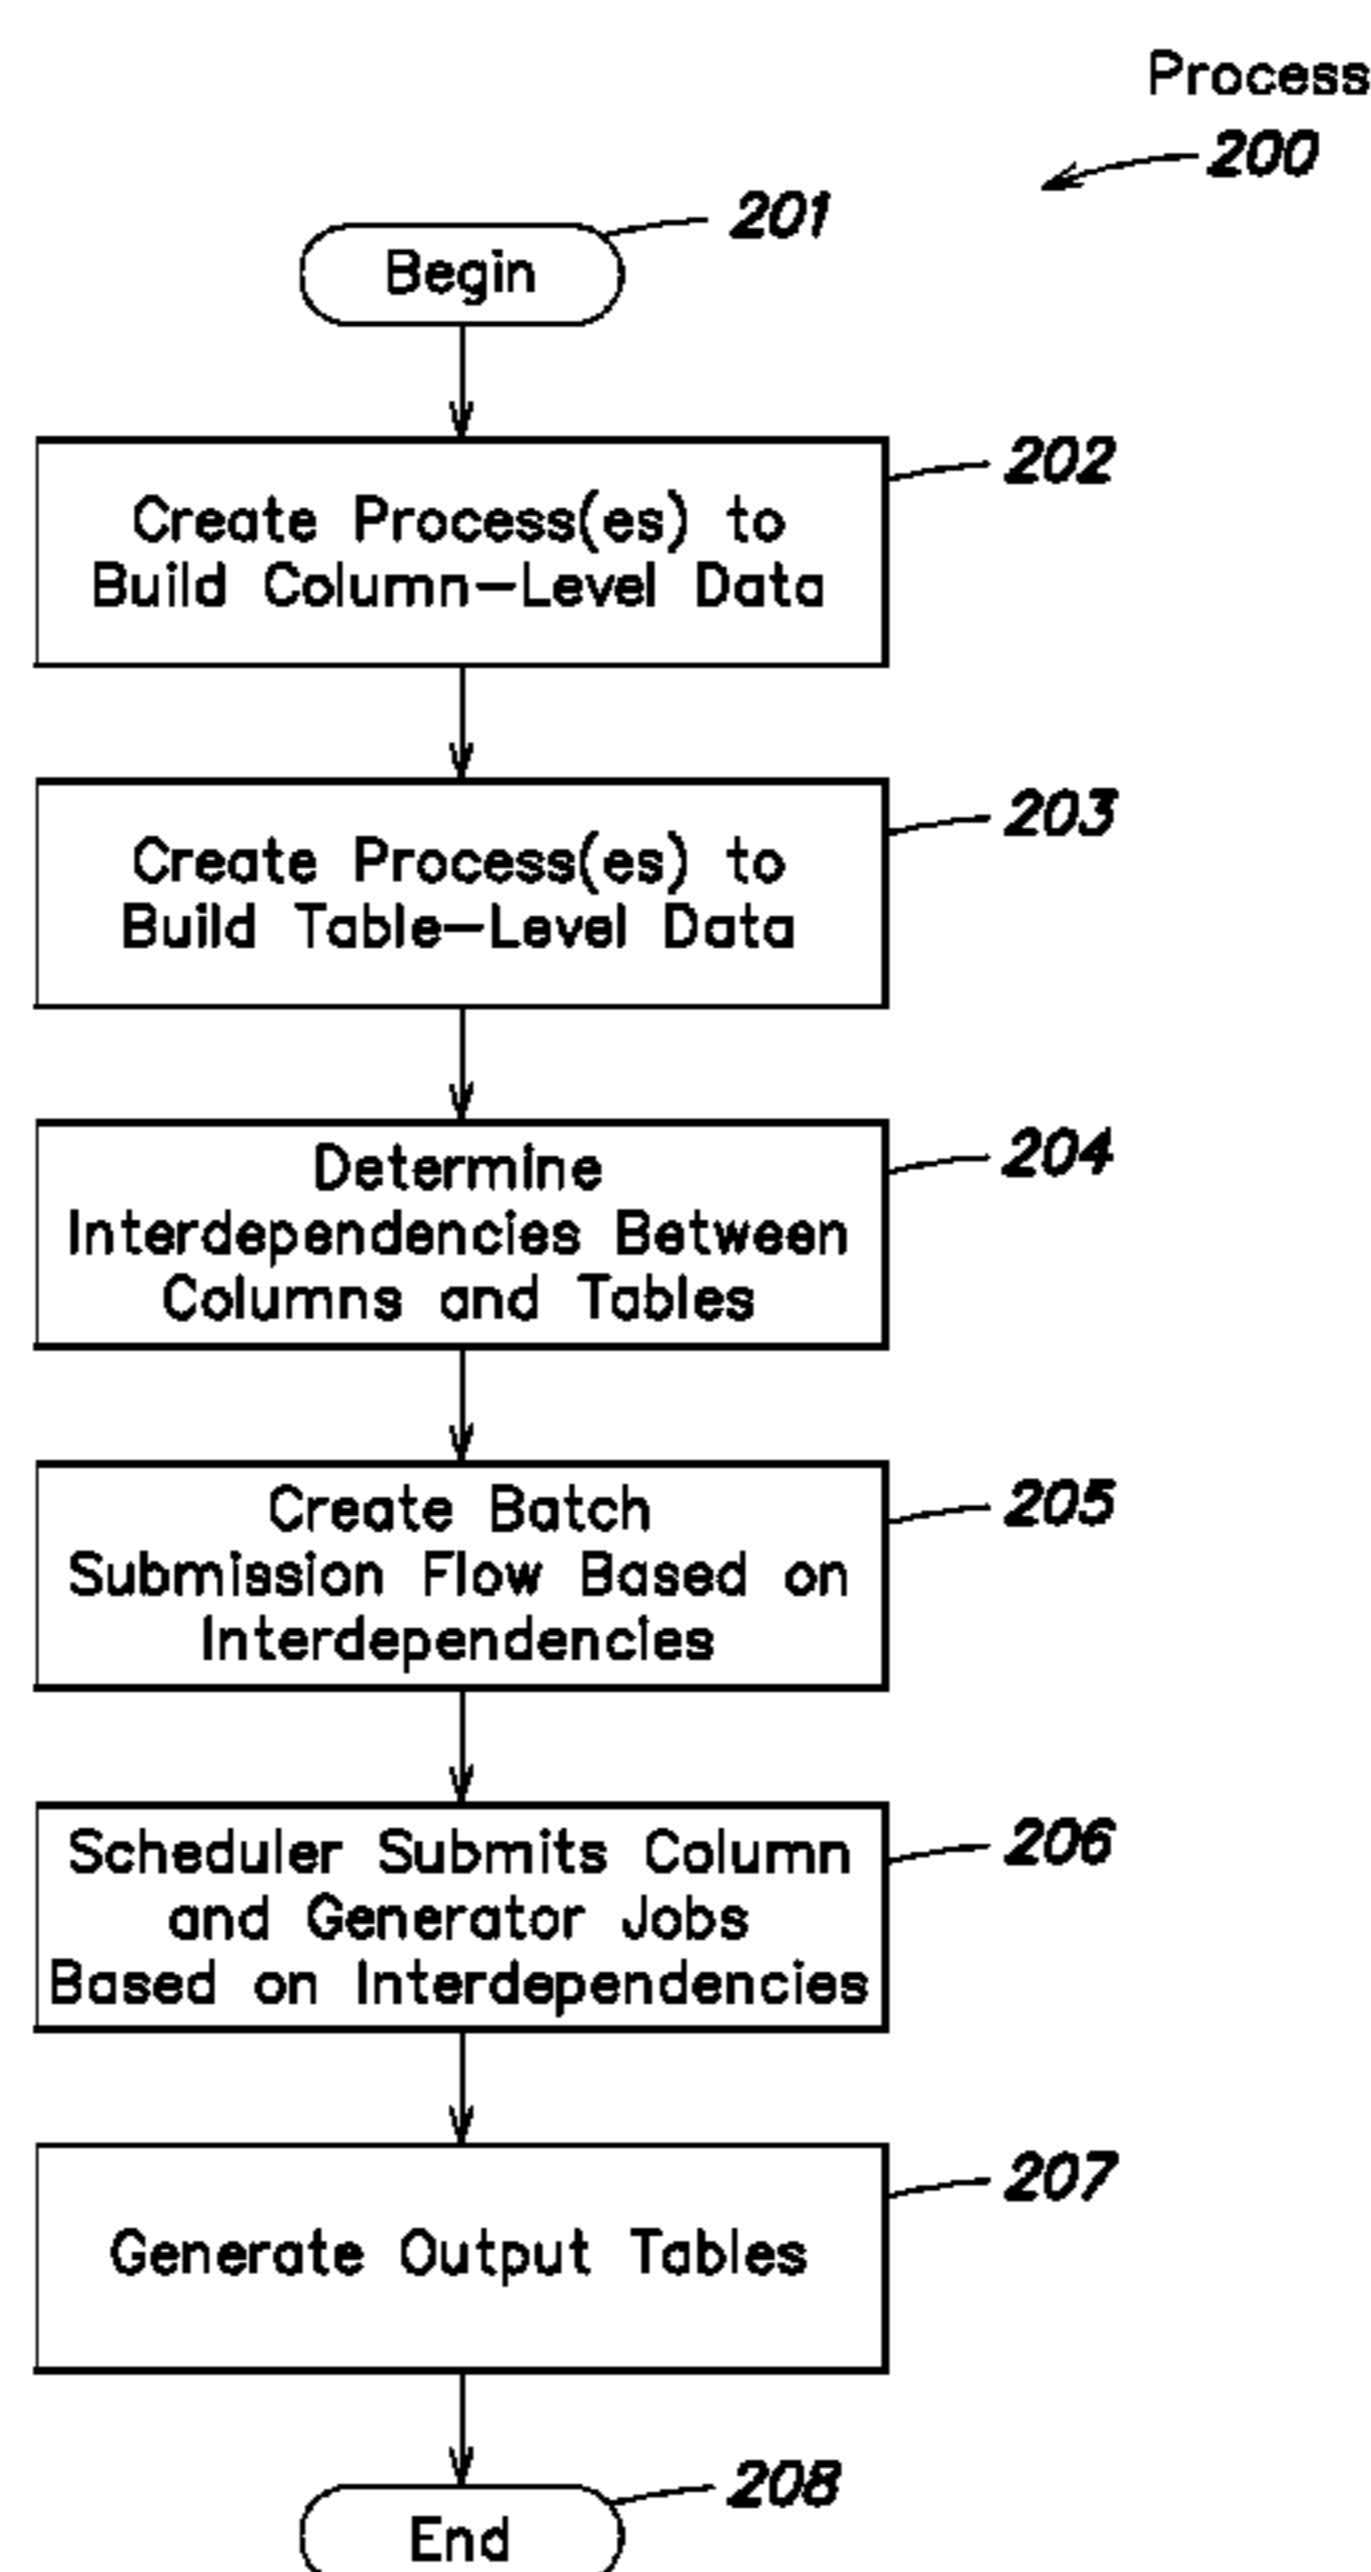 Process
200
201
Begin
202
Create Process(es) to
Build Column-Level Data
203
Create Process(es) to
Build Table-Level Data
204
Determine
Interdependencies Between
Columns and Tables
205
Create Batch
Submission Flow Based on
Interdependencies
206
Scheduler Submits Column
and Generator Jobs
Based on Interdependencies
207
Generate Output Tables
208
End